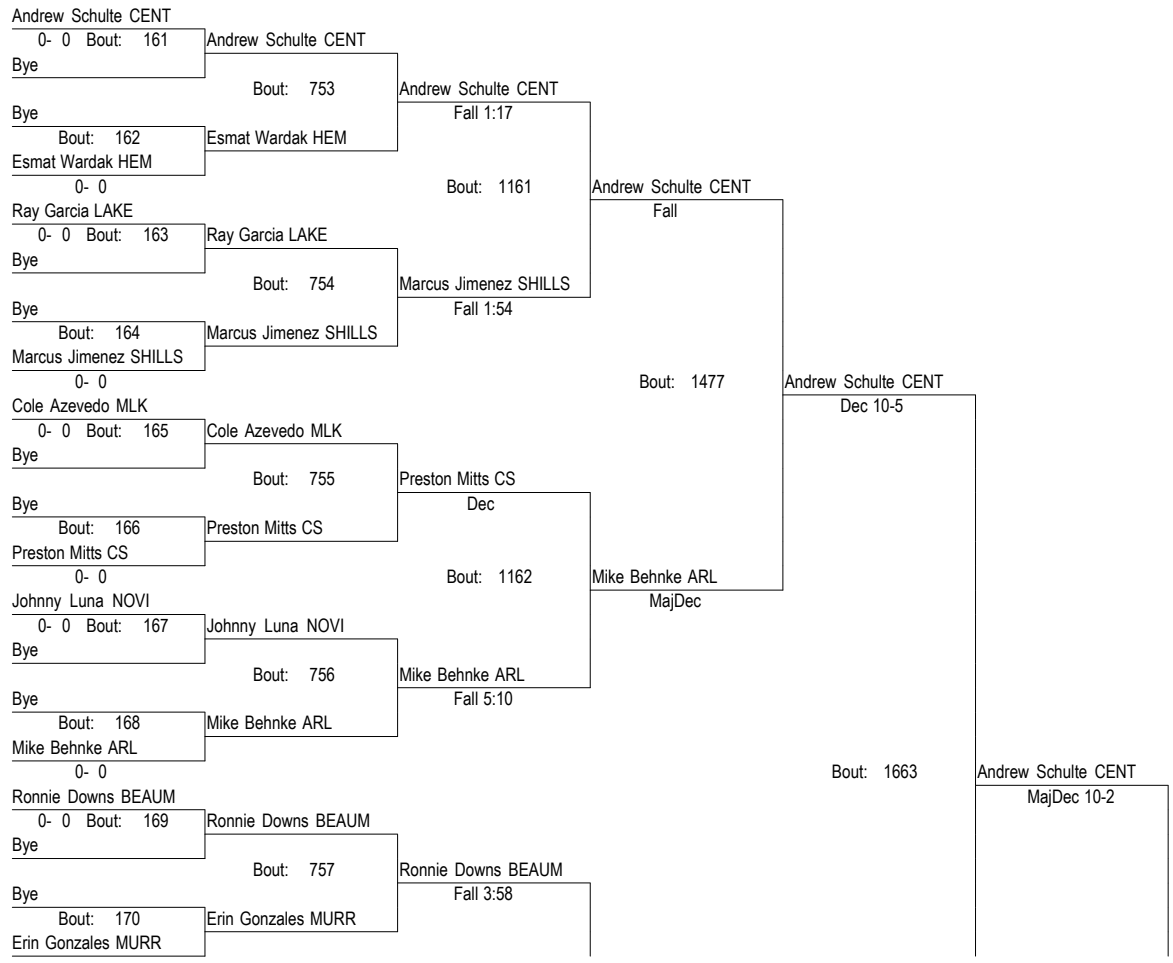 Andrew Schulte CENT
0- 0 Bout: 161 Andrew Schulte CENT
Bye
Bout: 753 Andrew Schulte CENT
Bye Fall 1:17
Bout: 162 Esmat Wardak HEM
Esmat Wardak HEM
0- 0 Bout: 1161 Andrew Schulte CENT
Ray Garcia LAKE Fall
0- 0 Bout: 163 Ray Garcia LAKE
Bye
Bout: 754 Marcus Jimenez SHILLS
Bye Fall 1:54
Bout: 164 Marcus Jimenez SHILLS
Marcus Jimenez SHILLS
0- 0 Bout: 1477 Andrew Schulte CENT
Cole Azevedo MLK Dec 10-5
0- 0 Bout: 165 Cole Azevedo MLK
Bye
Bout: 755 Preston Mitts CS
Bye Dec
Bout: 166 Preston Mitts CS
Preston Mitts CS
0- 0 Bout: 1162 Mike Behnke ARL
Johnny Luna NOVI MajDec
0- 0 Bout: 167 Johnny Luna NOVI
Bye
Bout: 756 Mike Behnke ARL
Bye Fall 5:10
Bout: 168 Mike Behnke ARL
Mike Behnke ARL
0- 0 Bout: 1663 Andrew Schulte CENT
Ronnie Downs BEAUM MajDec 10-2
0- 0 Bout: 169 Ronnie Downs BEAUM
Bye
Bout: 757 Ronnie Downs BEAUM
Bye Fall 3:58
Bout: 170 Erin Gonzales MURR
Erin Gonzales MURR